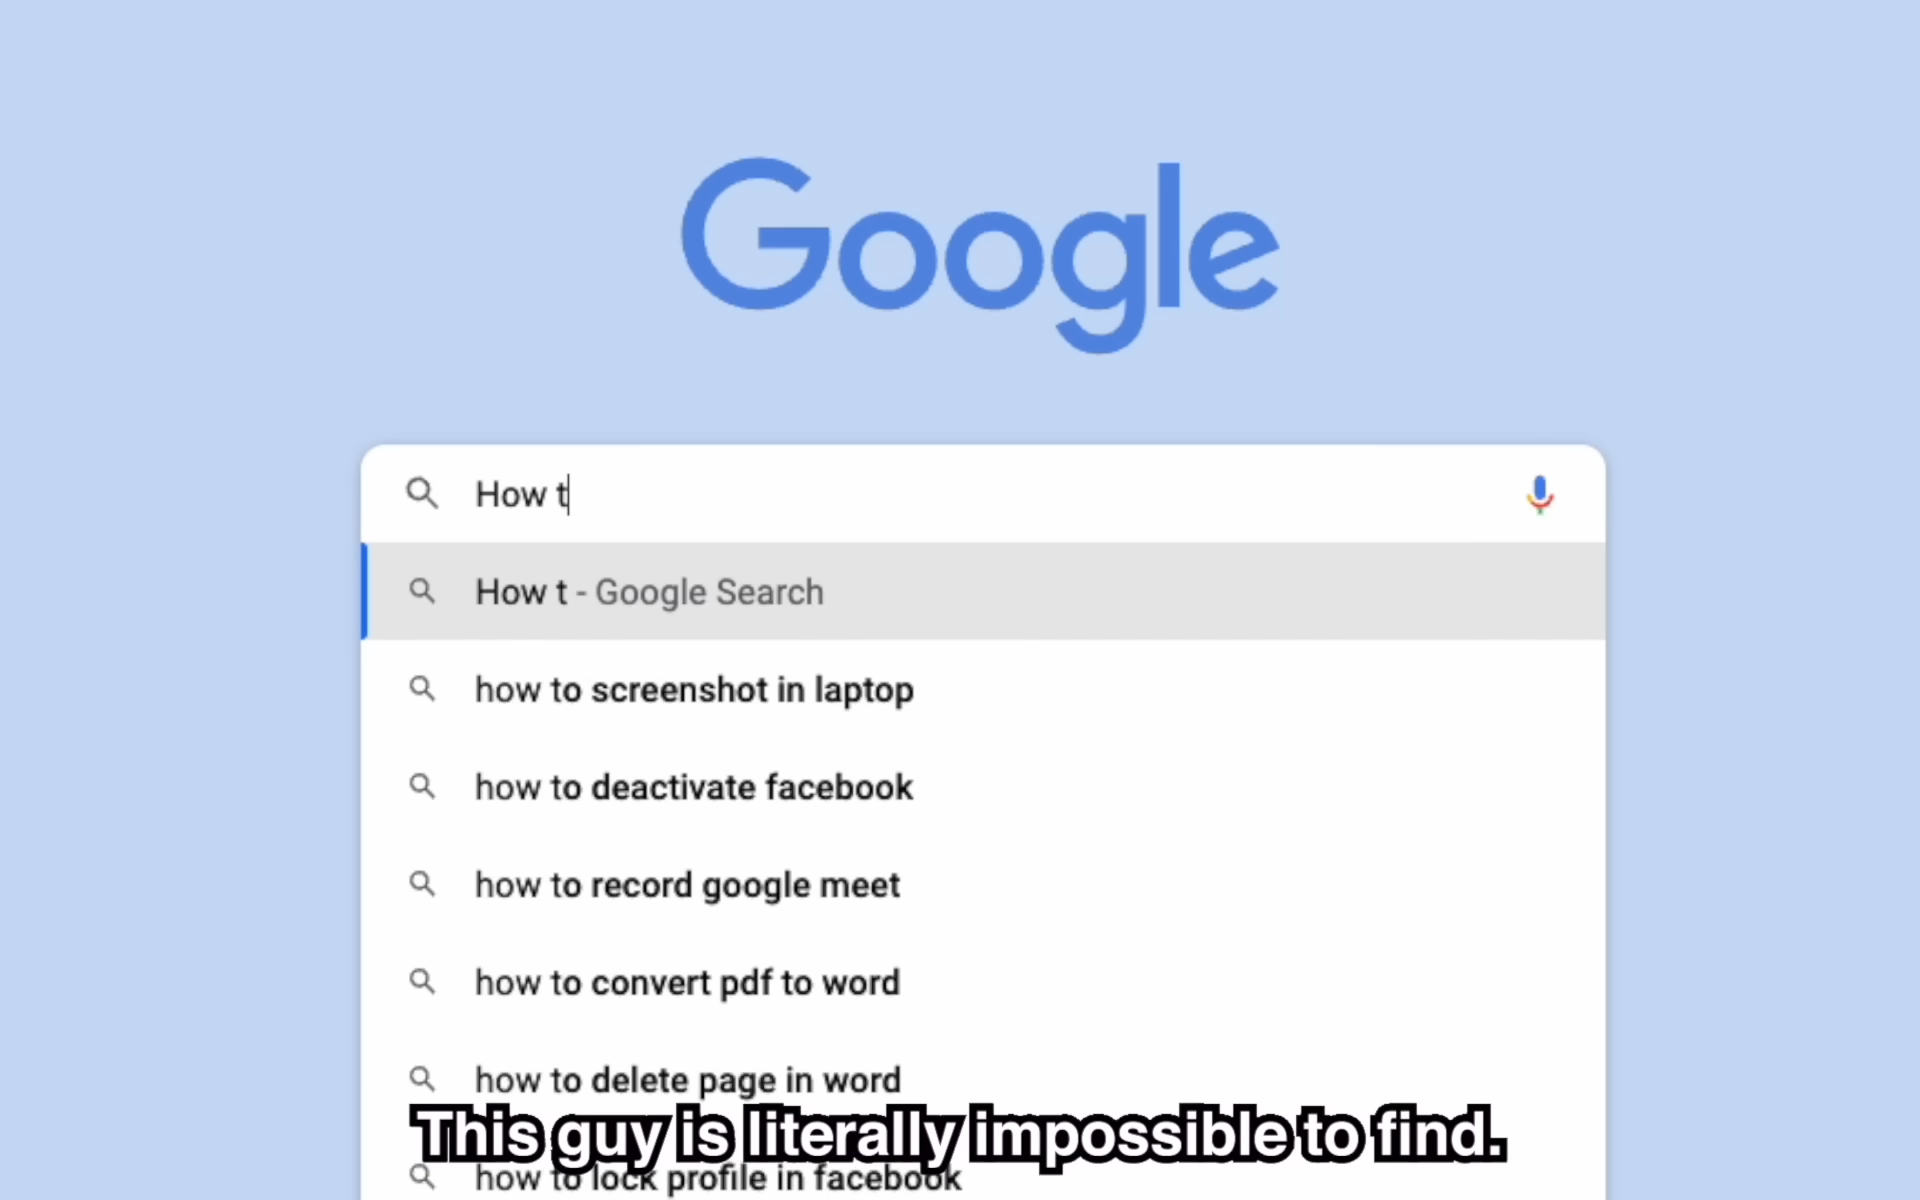 Google
How t
How t - Google Search
how to screenshot in laptop
how to deactivate facebook
how to record google meet
how to convert pdf to word
how to delete page in word
This guy is literally impossible to find.
how to lock profile in facebook